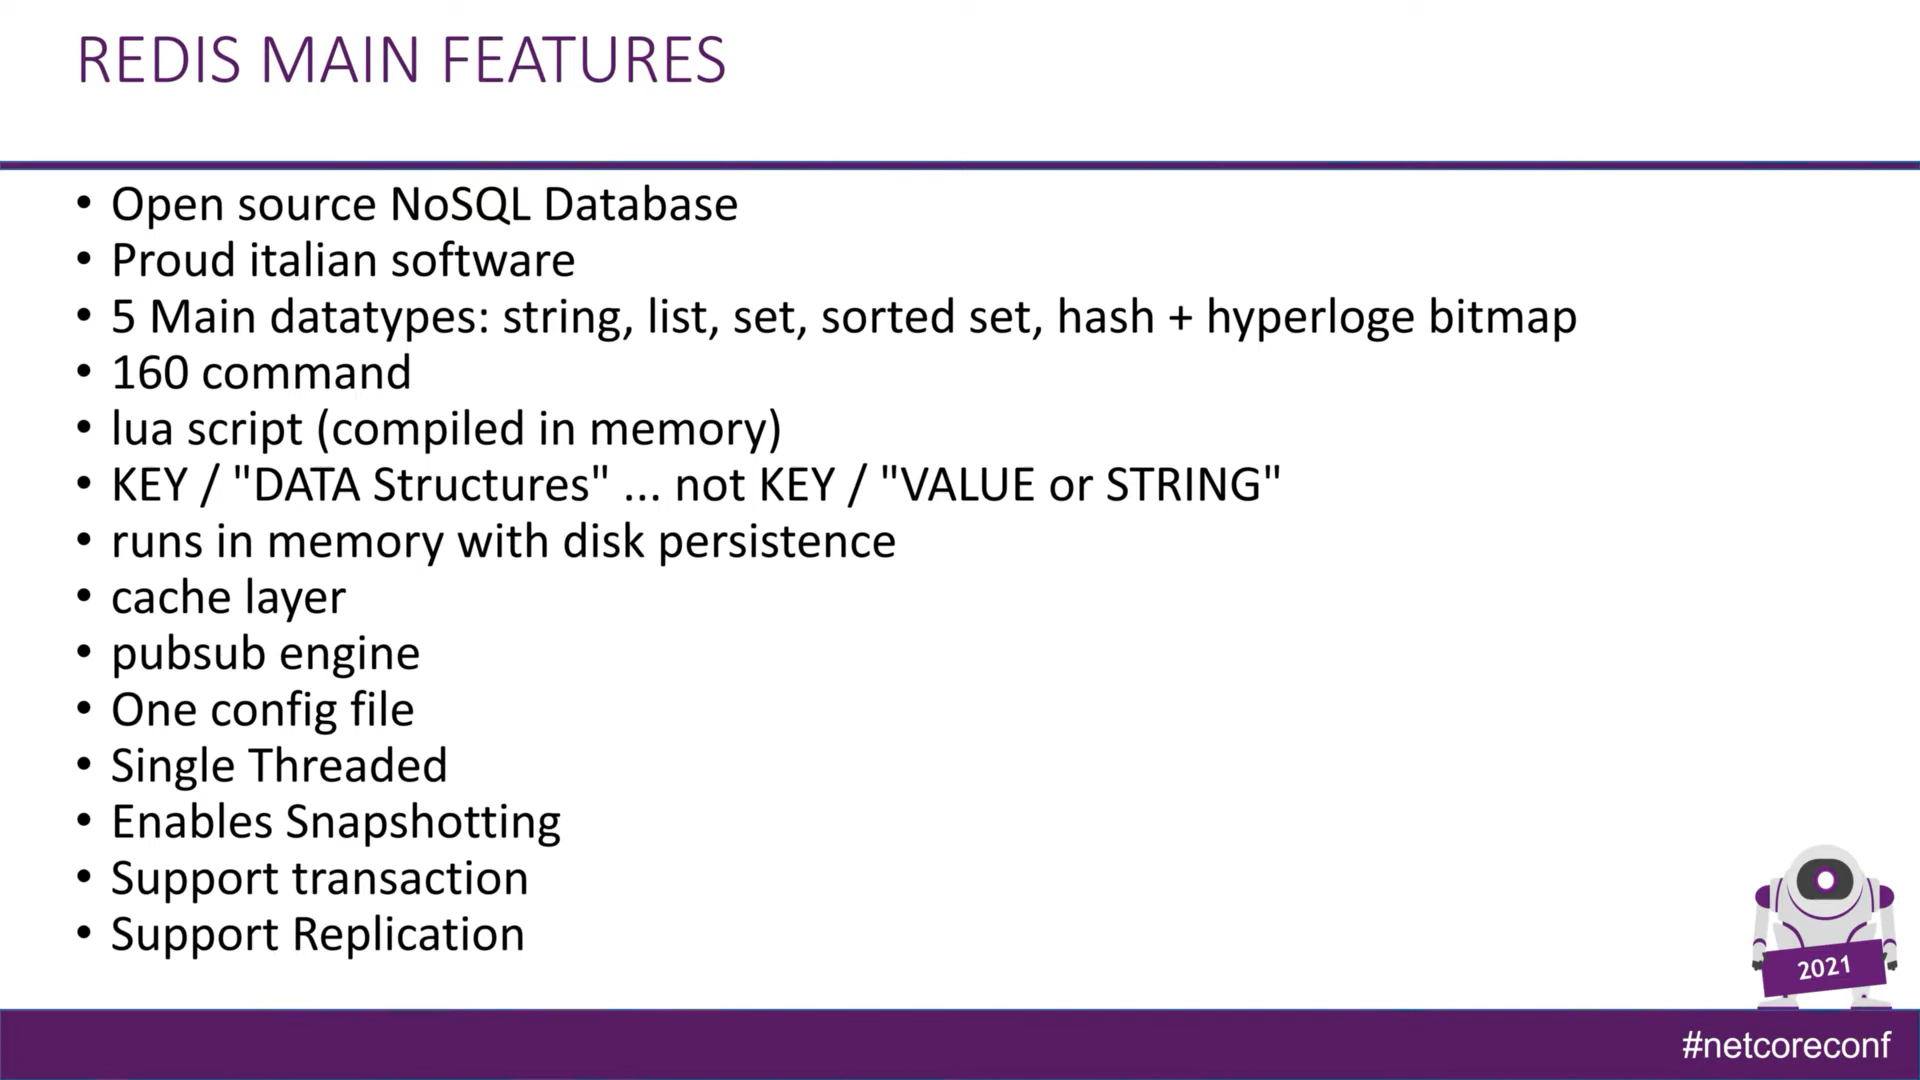 REDIS MAIN FEATURES
• Open source NoSQL Database
• Proud italian software
• 5 Main datatypes: string, list, set, sorted set, hash + hyperloge bitmap
• 160 command
• lua script (compiled in memory)
• KEY / "DATA Structures" ... not KEY / "VALUE or STRING"
• runs in memory with disk persistence
• cache layer
• pubsub engine
• One config file
• Single Threaded
• Enables Snapshotting
• Support transaction
• Support Replication
2021
#netcoreconf